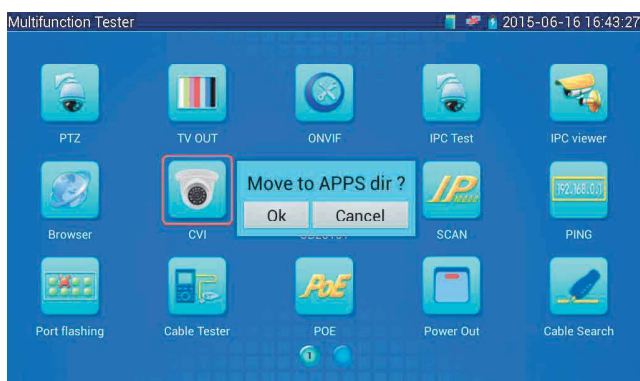 Multifunction Tester
2015-06-16 16:43:27
PTZ
TV OUT
ONVIF
IPC Test
IPC viewer
Move to APPS dir ?
Ok
Cancel
IP
192.168.0.1
Browser
CVI
SCAN
PING
PoE
Port flashing
Cable Tester
POE
Power Out
Cable Search
1